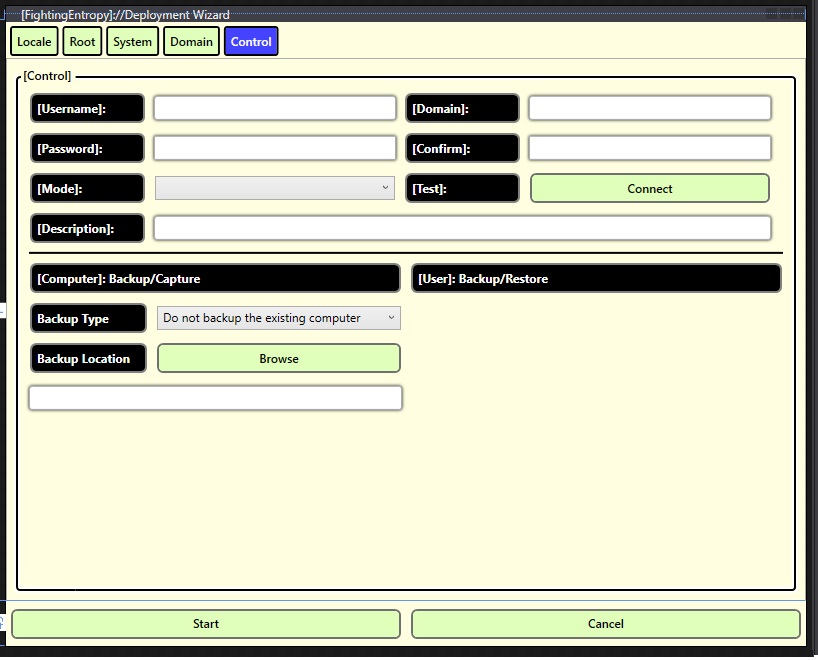 [FightingEntropy]://Deployment Wizard
Locale Root System Domain Control
[Control]
[Username]: [Domain]:
[Password]: [Confirm]:
[Mode]: [Test]: Connect
[Description]:
[Computer]: Backup/Capture [User]: Backup/Restore
Backup Type Do not backup the existing computer
Backup Location Browse
Start Cancel